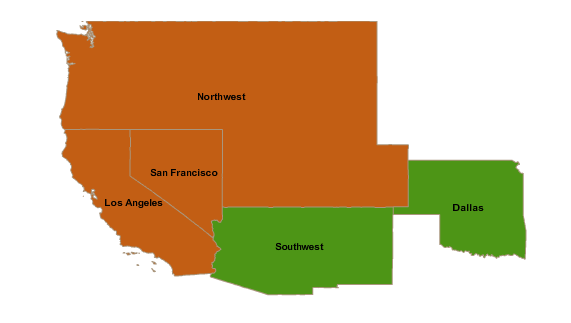 Northwest
San Francisco
Los Angeles
Dallas
Southwest